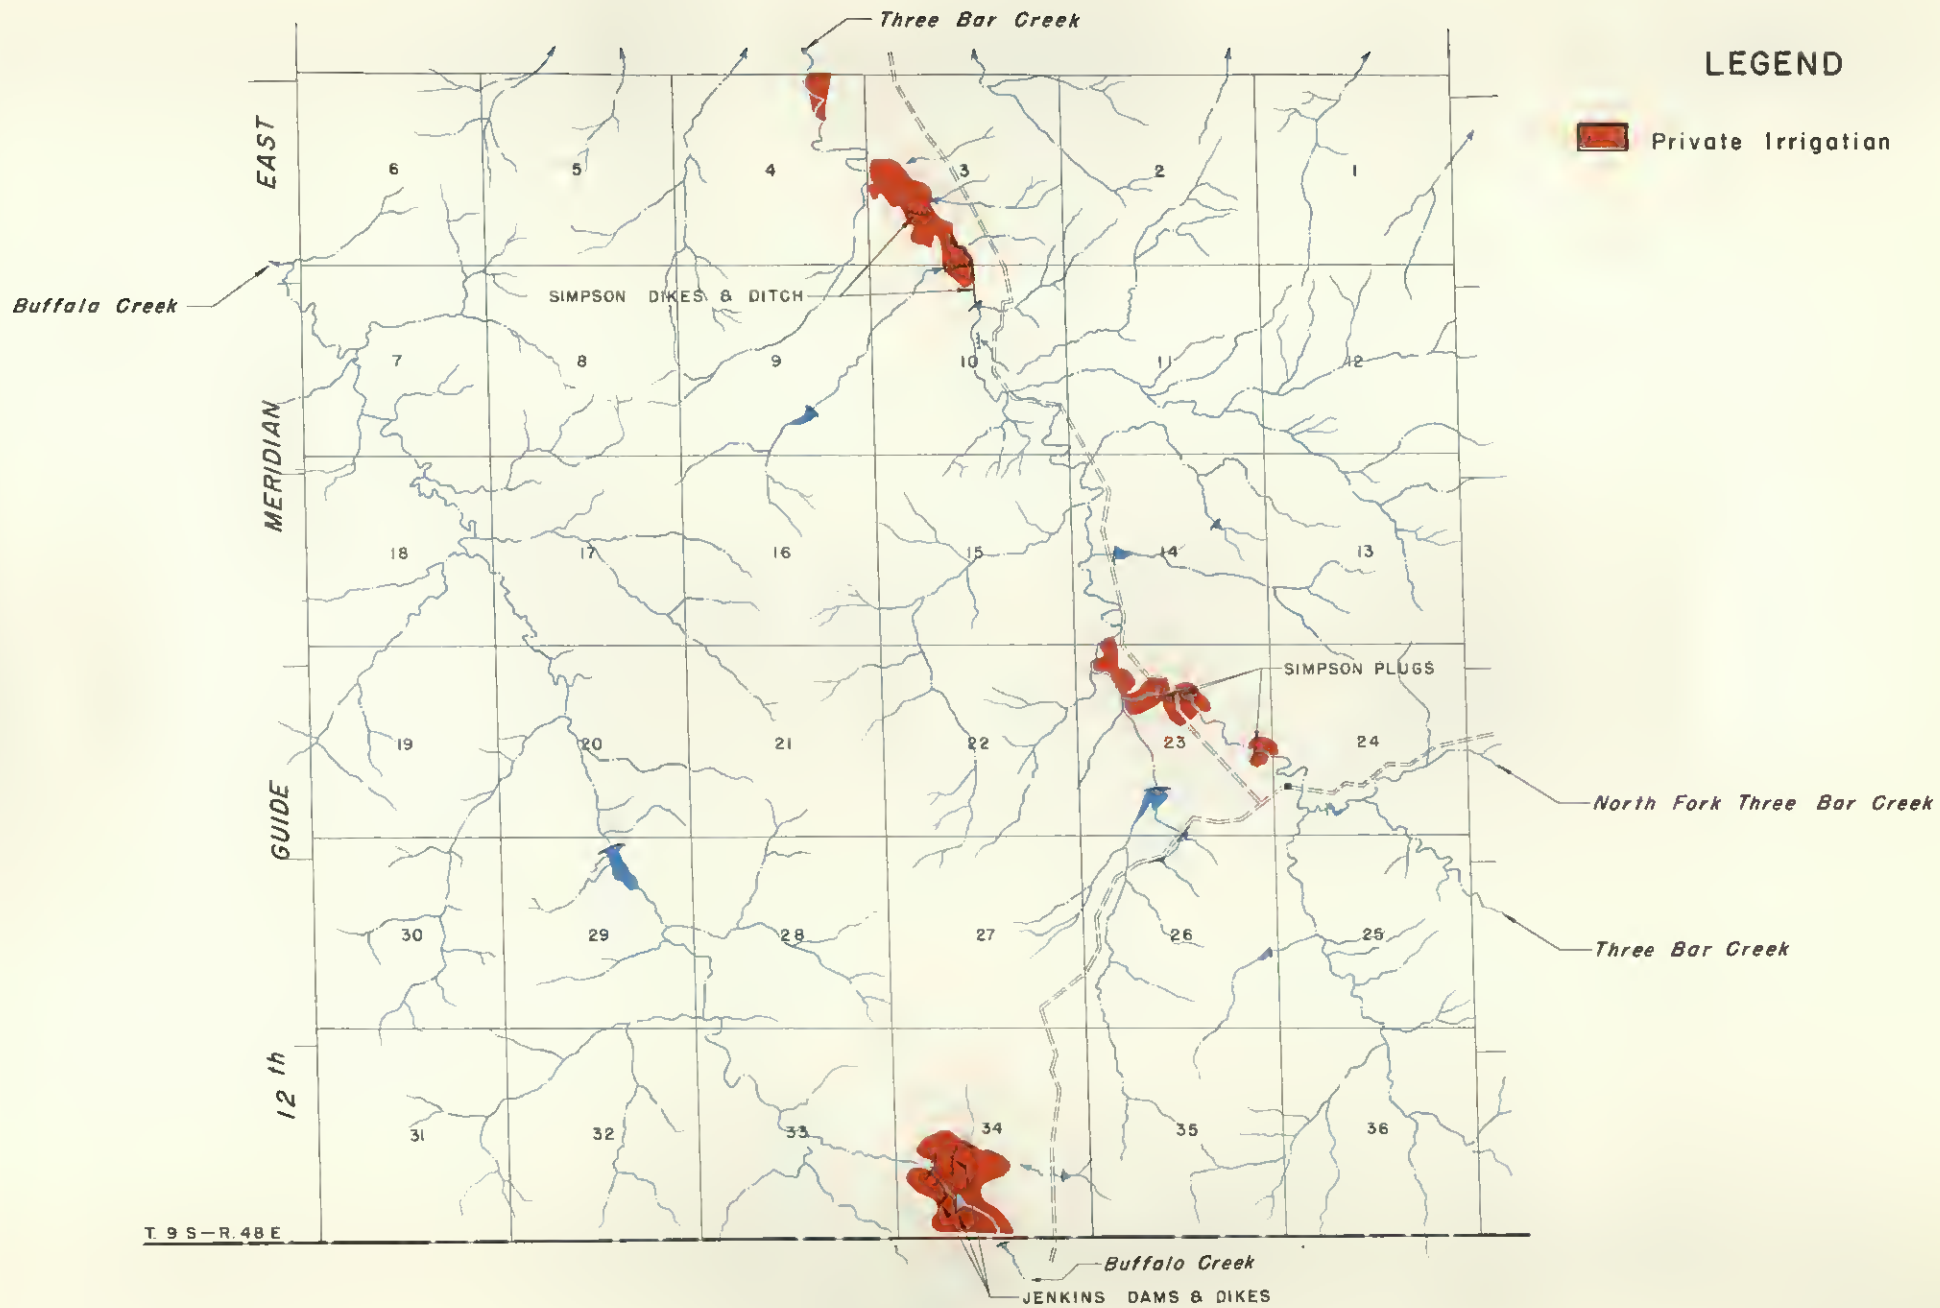 Three Bar Creek
LEGEND
Private Irrigation
EAST
6
5
4
3
2
1
Buffalo Creek
SIMPSON DIKES & DITCH
7
8
9
10
11
12
MERIDIAN
18
17
16
15
14
13
SIMPSON PLUGS
19
20
21
22
23
24
GUIDE
North Fork Three Bar Creek
30
29
28
27
26
25
Three Bar Creek
12 th
31
32
33
34
35
36
T. 9 S-R. 48 E
Buffalo Creek
JENKINS DAMS & DIKES